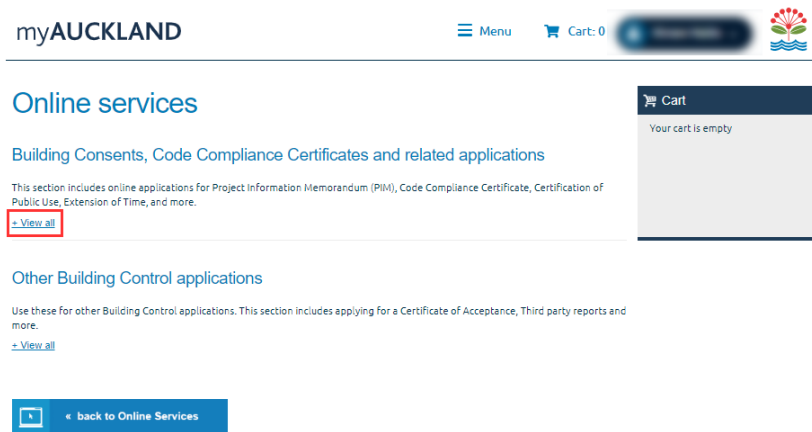 myAUCKLAND
Menu
Cart: 0
Online services
Building Consents, Code Compliance Certificates and related applications
This section includes online applications for Project Information Memorandum (PIM), Code Compliance Certificate, Certification of
Public Use, Extension of Time, and more.
+ View all
Other Building Control applications
Use these for other Building Control applications. This section includes applying for a Certificate of Acceptance, Third party reports and
more.
+ View all
« back to Online Services
Cart
Your cart is empty